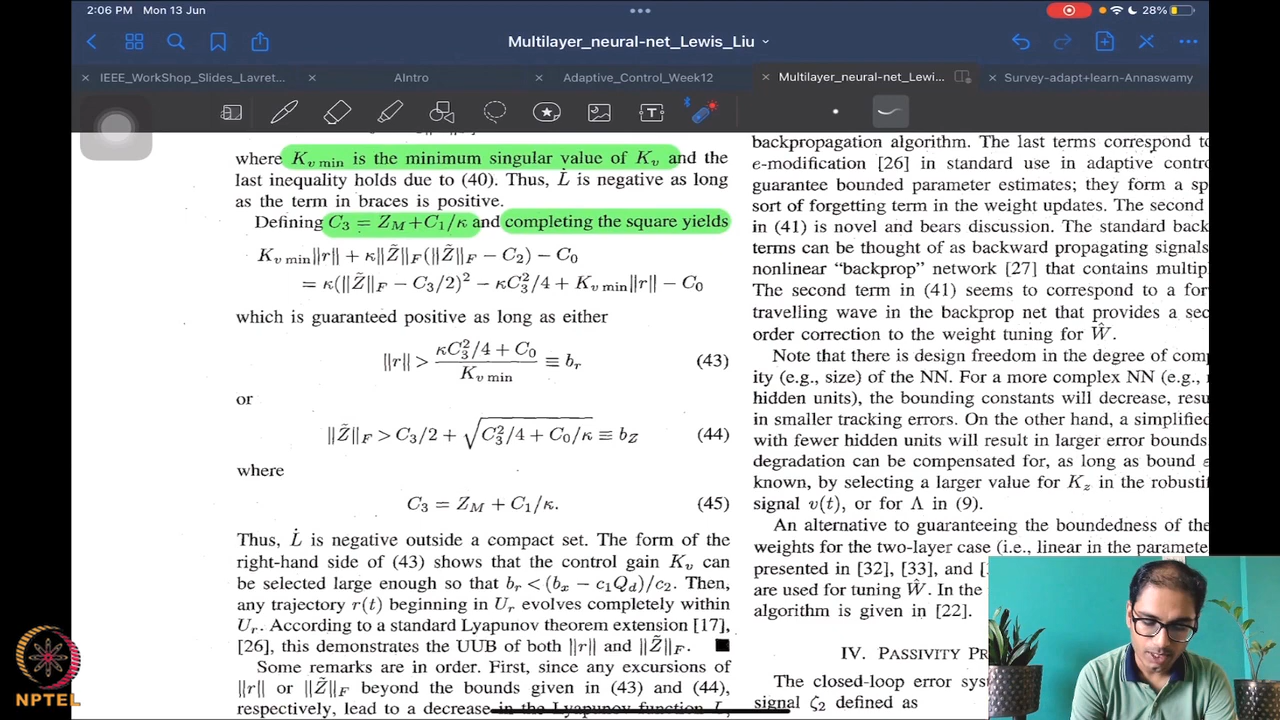 2:06 PM Mon 13 Jun
28%
Multilayer_neural-net_Lewis_Liu
IEEE_WorkShop_Slides_Lavret...
AIntro
Adaptive_Control_Week12
Multilayer_neural-net_Lewi...
Survey-adapt+learn-Annaswamy
where K_{v min} is the minimum singular value of K_v and the
last inequality holds due to (40). Thus, L̇ is negative as long
as the term in braces is positive.
Defining C_3 = Z_M + C_1/κ and completing the square yields
K_{v min}‖r‖ + κ‖Z̃‖_F(‖Z̃‖_F − C_2) − C_0
= κ(‖Z̃‖_F − C_3/2)^2 − κC_3^2/4 + K_{v min}‖r‖ − C_0
which is guaranteed positive as long as either
‖r‖ > (κC_3^2/4 + C_0)/K_{v min} ≡ b_r (43)
or
‖Z̃‖_F > C_3/2 + √(C_3^2/4 + C_0/κ) ≡ b_Z (44)
where
C_3 = Z_M + C_1/κ. (45)
Thus, L̇ is negative outside a compact set. The form of the
right-hand side of (43) shows that the control gain K_v can
be selected large enough so that b_r < (b_x − c_1Q_d)/c_2. Then,
any trajectory r(t) beginning in U_r evolves completely within
U_r. According to a standard Lyapunov theorem extension [17],
[26], this demonstrates the UUB of both ‖r‖ and ‖Z̃‖_F. ■
Some remarks are in order. First, since any excursions of
‖r‖ or ‖Z̃‖_F beyond the bounds given in (43) and (44),
respectively, lead to a decrease in the Lyapunov function L,
backpropagation algorithm. The last terms correspond to
e-modification [26] in standard use in adaptive contro
guarantee bounded parameter estimates; they form a sp
sort of forgetting term in the weight updates. The second
in (41) is novel and bears discussion. The standard back
terms can be thought of as backward propagating signals
nonlinear “backprop” network [27] that contains multip
The second term in (41) seems to correspond to a for
travelling wave in the backprop net that provides a sec
order correction to the weight tuning for Ŵ.
Note that there is design freedom in the degree of comp
ity (e.g., size) of the NN. For a more complex NN (e.g.,
hidden units), the bounding constants will decrease, resu
in smaller tracking errors. On the other hand, a simplified
with fewer hidden units will result in larger error bounds
degradation can be compensated for, as long as bound
known, by selecting a larger value for K_z in the robusti
signal v(t), or for Λ in (9).
An alternative to guaranteeing the boundedness of the
weights for the two-layer case (i.e., linear in the parameter
presented in [32], [33], and [
are used for tuning Ŵ. In the
algorithm is given in [22].
IV. PASSIVITY PR
The closed-loop error sys
signal ζ_2 defined as
NPTEL